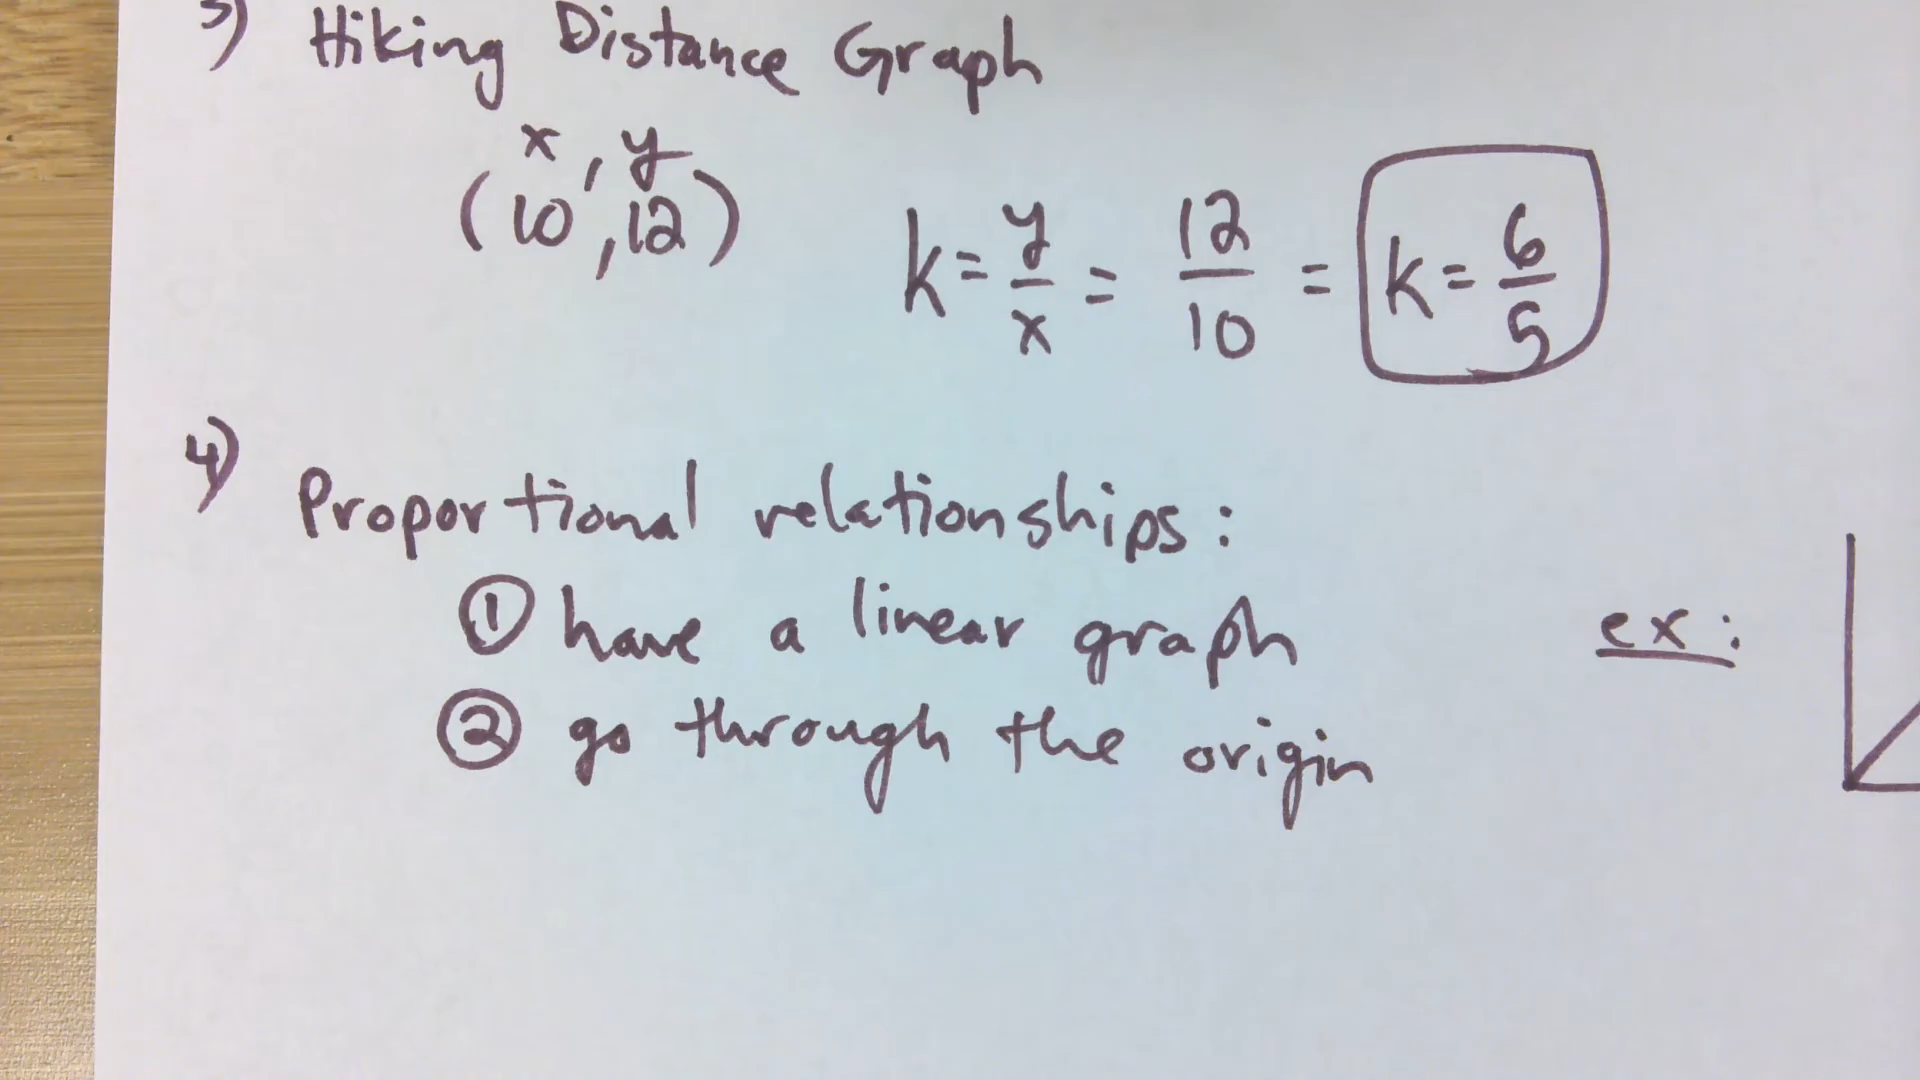 3) Hiking Distance Graph
x, y
(10, 12)
k = y/x = 12/10 = k = 6/5
4) Proportional relationships:
① have a linear graph
② go through the origin
ex: